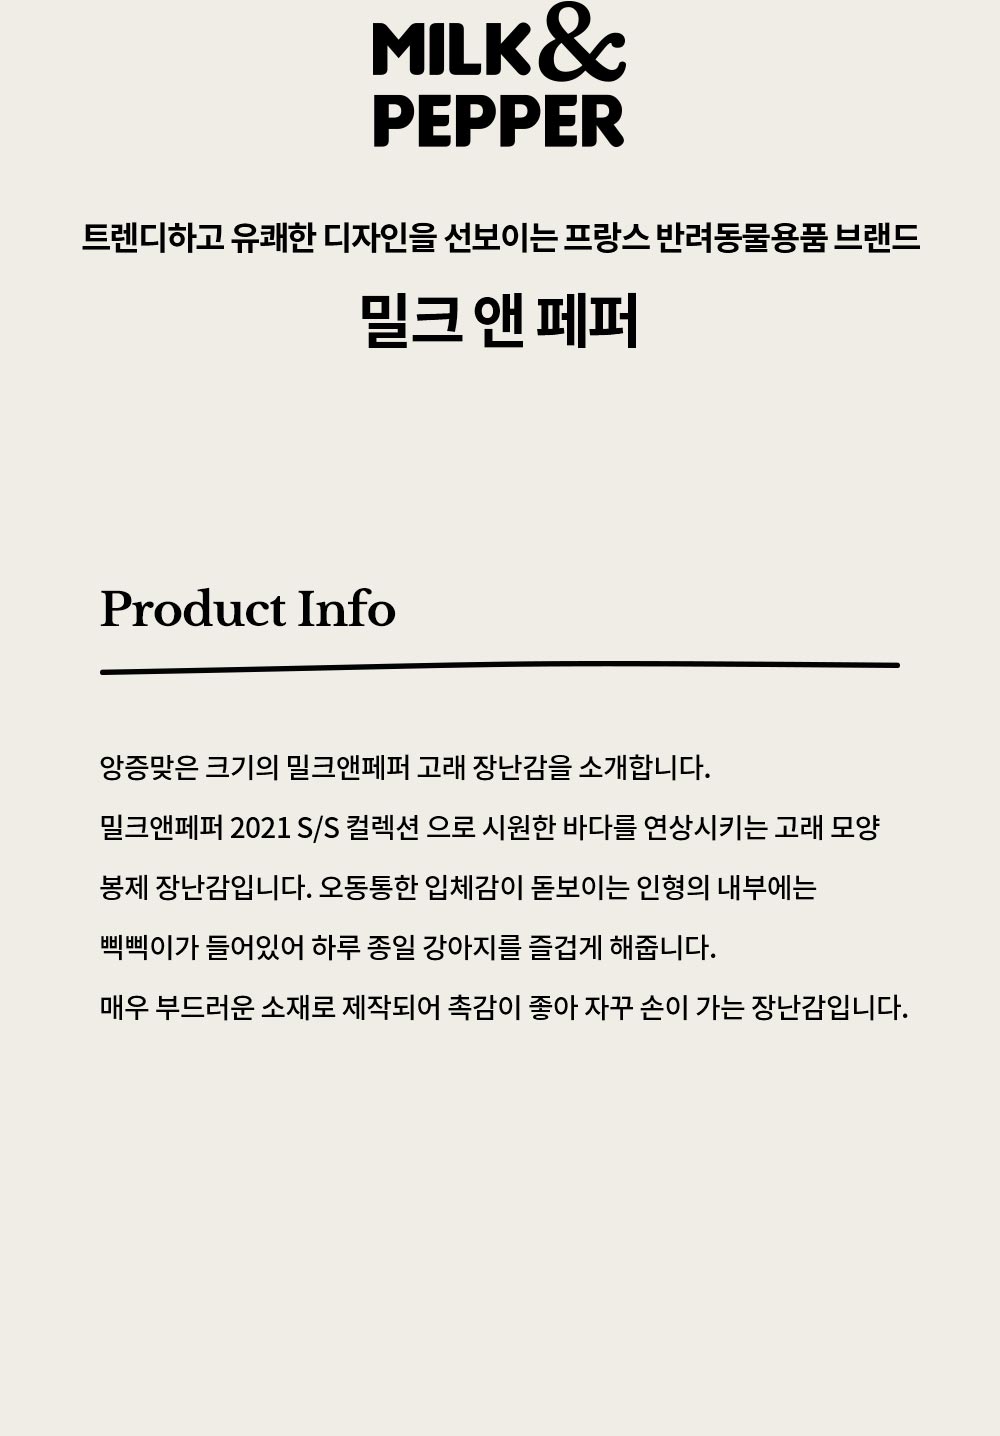 MILK &
PEPPER
트렌디하고 유쾌한 디자인을 선보이는 프랑스 반려동물용품 브랜드
밀크 앤 페퍼
Product Info
앙증맞은 크기의 밀크앤페퍼 고래 장난감을 소개합니다.
밀크앤페퍼 2021 S/S 컬렉션 으로 시원한 바다를 연상시키는 고래 모양
봉제 장난감입니다. 오동통한 입체감이 돋보이는 인형의 내부에는
삑삑이가 들어있어 하루 종일 강아지를 즐겁게 해줍니다.
매우 부드러운 소재로 제작되어 촉감이 좋아 자꾸 손이 가는 장난감입니다.